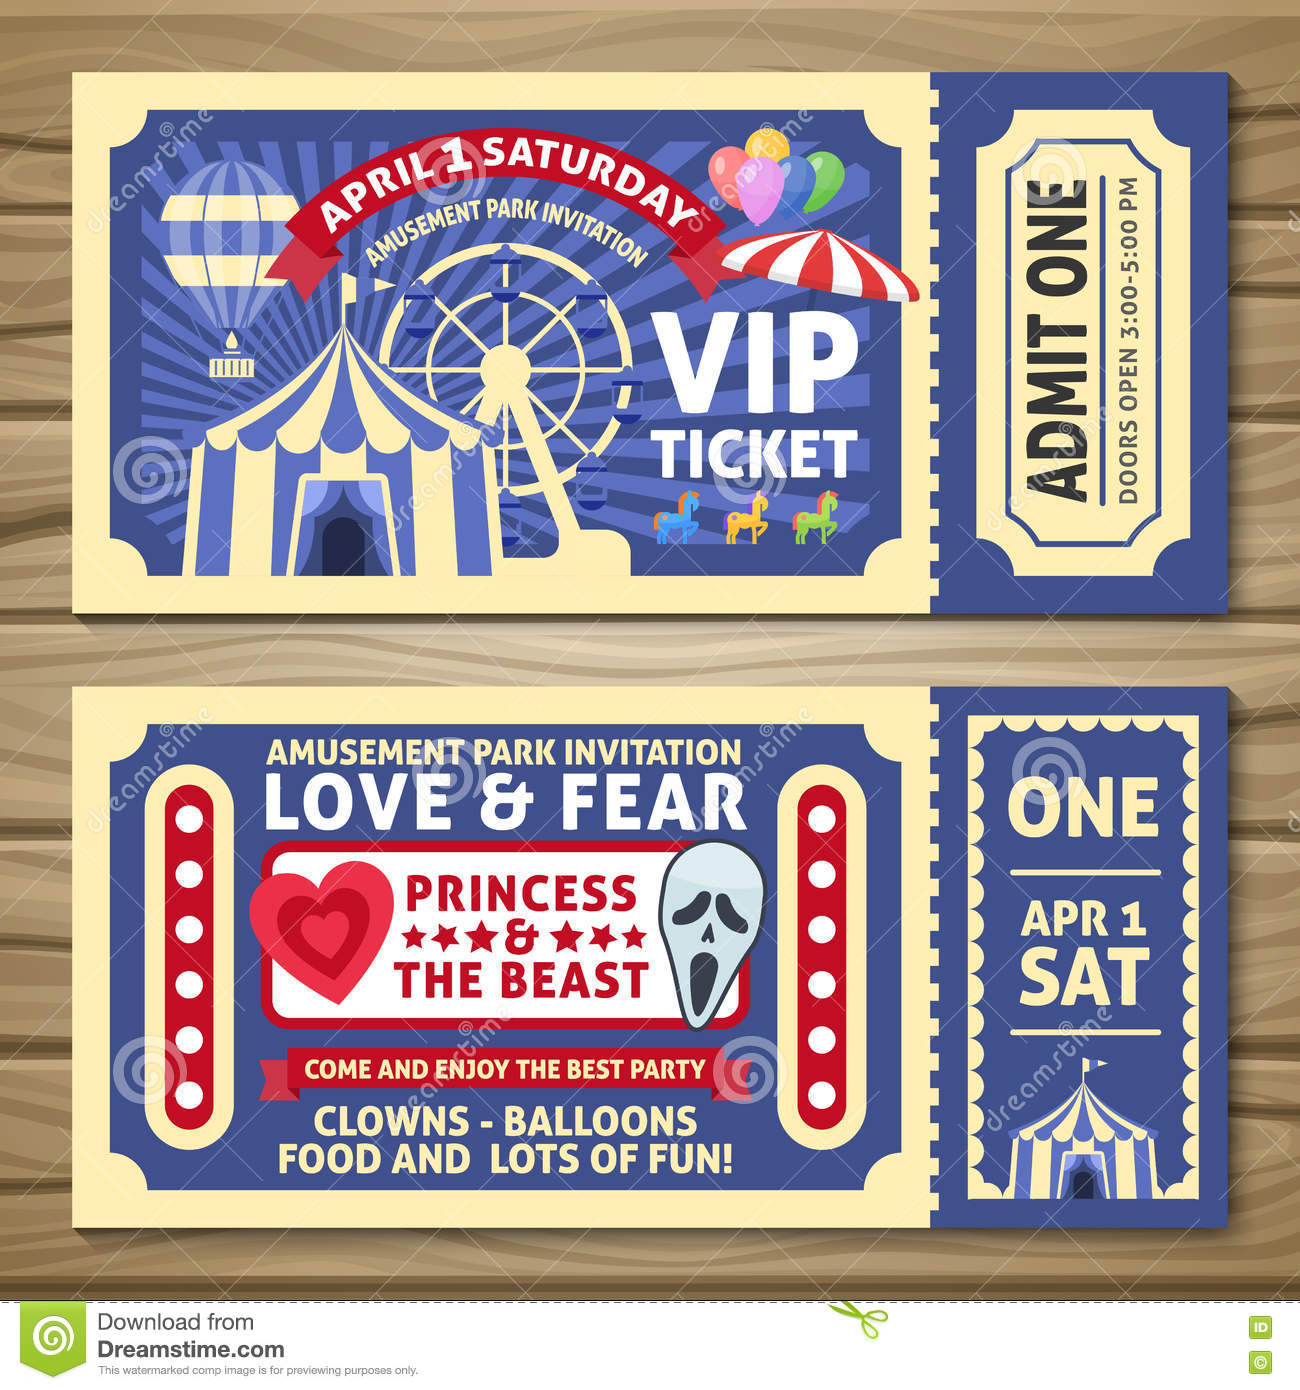 APRIL 1 SATURDAY
AMUSEMENT PARK INVITATION
VIP
TICKET
ADMIT ONE
DOORS OPEN 3:00-5:00 PM
AMUSEMENT PARK INVITATION
LOVE & FEAR
PRINCESS
&
THE BEAST
COME AND ENJOY THE BEST PARTY
CLOWNS - BALLOONS
FOOD AND LOTS OF FUN!
ONE
APR 1
SAT
Download from
Dreamstime.com
This watermarked comp image is for previewing purposes only.
ID
©
dreamstime